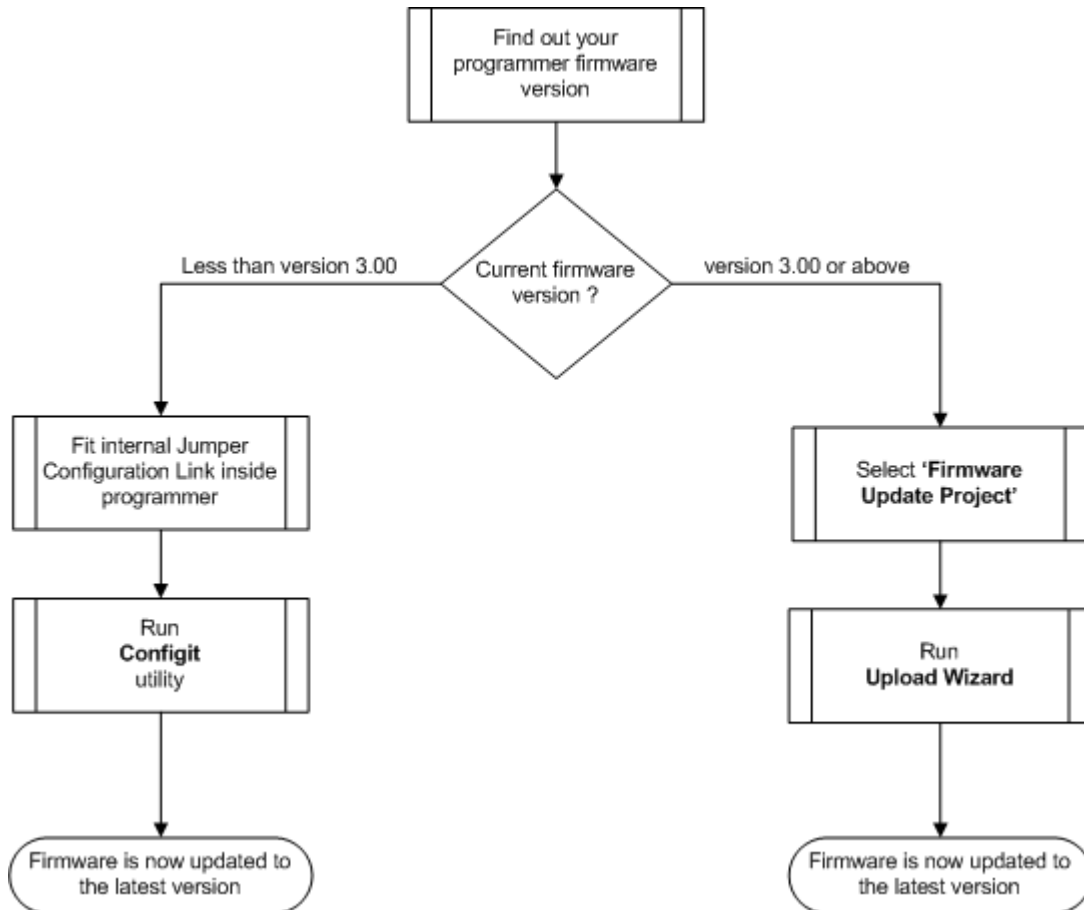 Find out your
programmer firmware
version
Less than version 3.00
Current firmware
version ?
version 3.00 or above
Fit internal Jumper
Configuration Link inside
programmer
Select ‘Firmware
Update Project’
Run
Configit
utility
Run
Upload Wizard
Firmware is now updated to
the latest version
Firmware is now updated to
the latest version